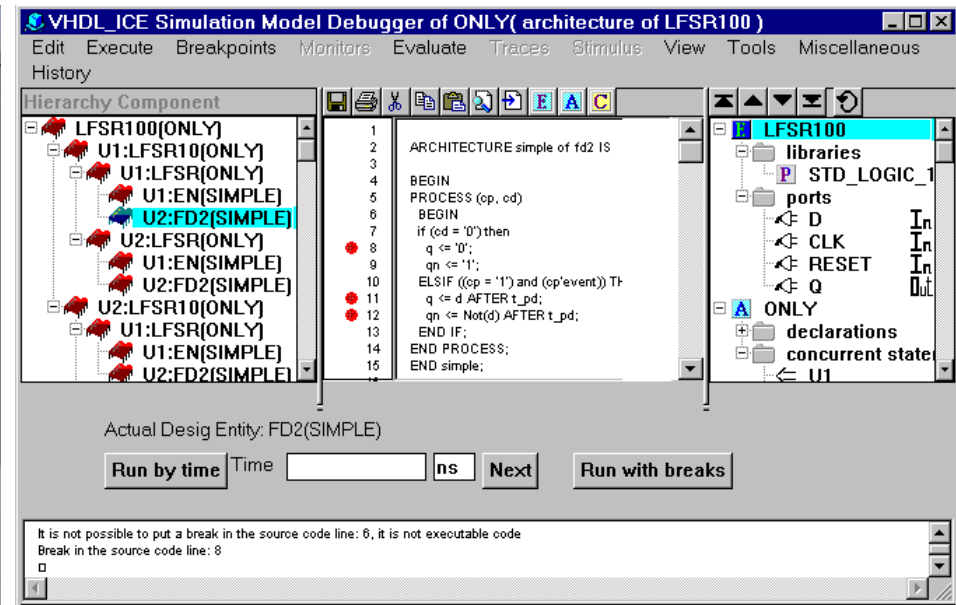 VHDL_ICE Simulation Model Debugger of ONLY( architecture of LFSR100 )
Edit Execute Breakpoints Monitors Evaluate Traces Stimulus View Tools Miscellaneous
History
Hierarchy Component
LFSR100(ONLY)
U1:LFSR10(ONLY)
U1:LFSR(ONLY)
U1:EN(SIMPLE)
U2:FD2(SIMPLE)
U2:LFSR(ONLY)
U1:EN(SIMPLE)
U2:FD2(SIMPLE)
U2:LFSR10(ONLY)
U1:LFSR(ONLY)
U1:EN(SIMPLE)
U2:FD2(SIMPLE)
E A C
1
2 ARCHITECTURE simple of fd2 IS
3
4 BEGIN
5 PROCESS (cp, cd)
6 BEGIN
7 if (cd = '0') then
8 q <= '0';
9 qn <= '1';
10 ELSIF ((cp = '1') and (cp'event)) TH
11 q <= d AFTER t_pd;
12 qn <= Not(d) AFTER t_pd;
13 END IF;
14 END PROCESS;
15 END simple;
E LFSR100
libraries
P STD_LOGIC_1
ports
D In
CLK In
RESET In
Q Out
A ONLY
declarations
concurrent stater
U1
Actual Desig Entity: FD2(SIMPLE)
Run by time Time ns Next Run with breaks
It is not possible to put a break in the source code line: 6, it is not executable code
Break in the source code line: 8